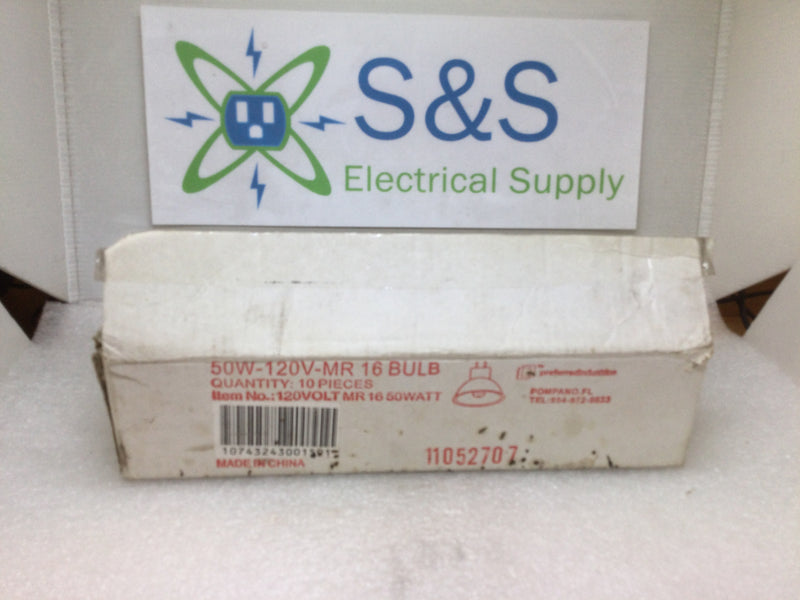 S&S
Electrical Supply
50W-120V-MR 16 BULB
QUANTITY: 10 PIECES
Item No.: 120VOLT MR 16 50WATT
preferredindustries
POMPANO, FL
MADE IN CHINA
11052707